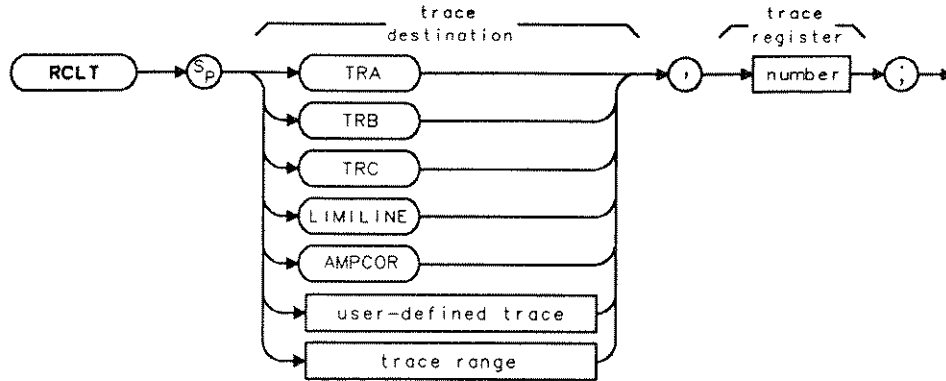 trace
destination
trace
register
RCLT
SP
TRA
,
number
;
TRB
TRC
LIMILINE
AMPCOR
user-defined trace
trace range